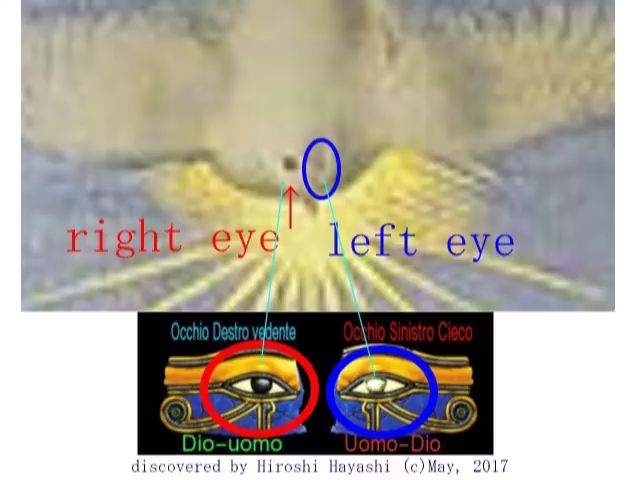 right eye
left eye
Occhio Destro vedente
Occhio Sinistro Cieco
Dio-uomo
Uomo-Dio
discovered by Hiroshi Hayashi (c)May, 2017